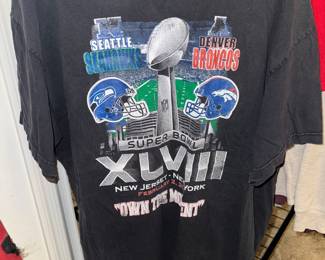 SEATTLE
SEAHAWKS
DENVER
BRONCOS
SUPER BOWL
XLVIII
NEW JERSEY - NEW YORK
"OWN THE MOMENT"